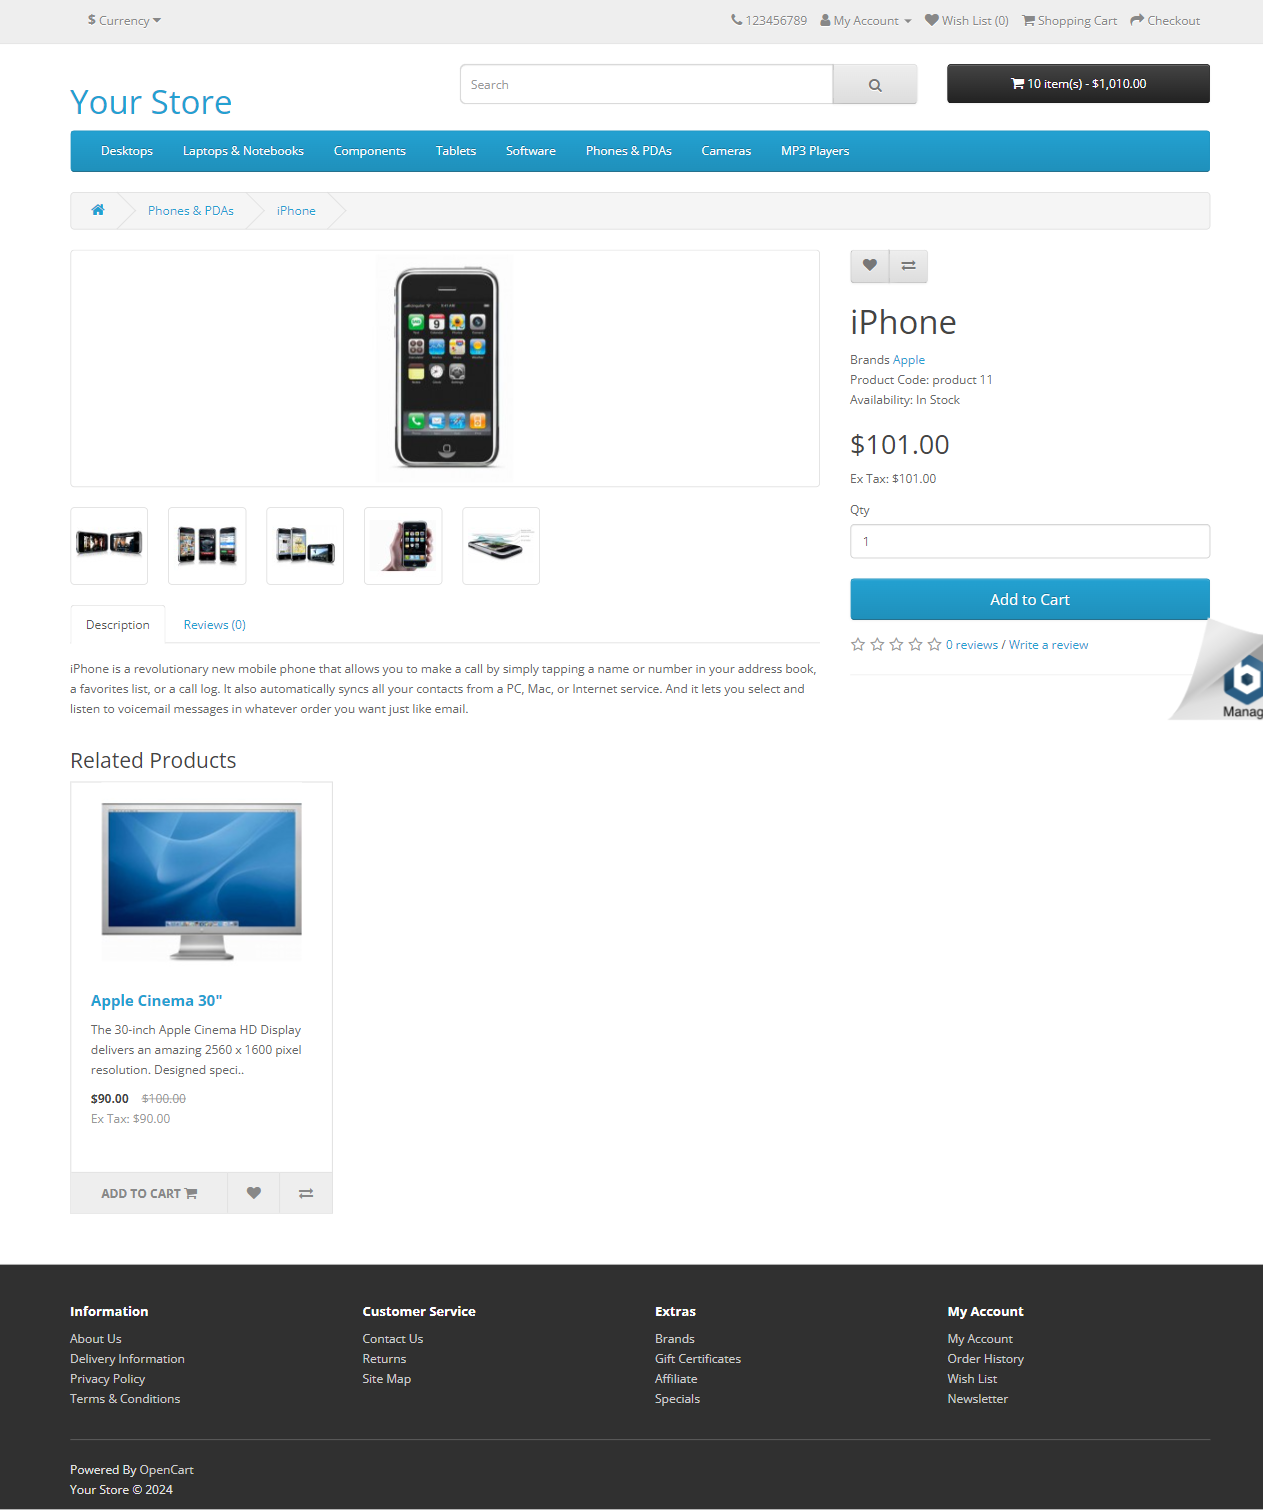 $ Currency
123456789 My Account Wish List (0) Shopping Cart Checkout
Your Store
Search
10 item(s) - $1,010.00
Desktops Laptops & Notebooks Components Tablets Software Phones & PDAs Cameras MP3 Players
Phones & PDAs iPhone
iPhone
Brands Apple
Product Code: product 11
Availability: In Stock
$101.00
Ex Tax: $101.00
Qty
1
Add to Cart
0 reviews / Write a review
Manag
Description Reviews (0)
iPhone is a revolutionary new mobile phone that allows you to make a call by simply tapping a name or number in your address book,
a favorites list, or a call log. It also automatically syncs all your contacts from a PC, Mac, or Internet service. And it lets you select and
listen to voicemail messages in whatever order you want just like email.
Related Products
Apple Cinema 30"
The 30-inch Apple Cinema HD Display
delivers an amazing 2560 x 1600 pixel
resolution. Designed speci..
$90.00 $100.00
Ex Tax: $90.00
ADD TO CART
Information
About Us
Delivery Information
Privacy Policy
Terms & Conditions
Customer Service
Contact Us
Returns
Site Map
Extras
Brands
Gift Certificates
Affiliate
Specials
My Account
My Account
Order History
Wish List
Newsletter
Powered By OpenCart
Your Store © 2024